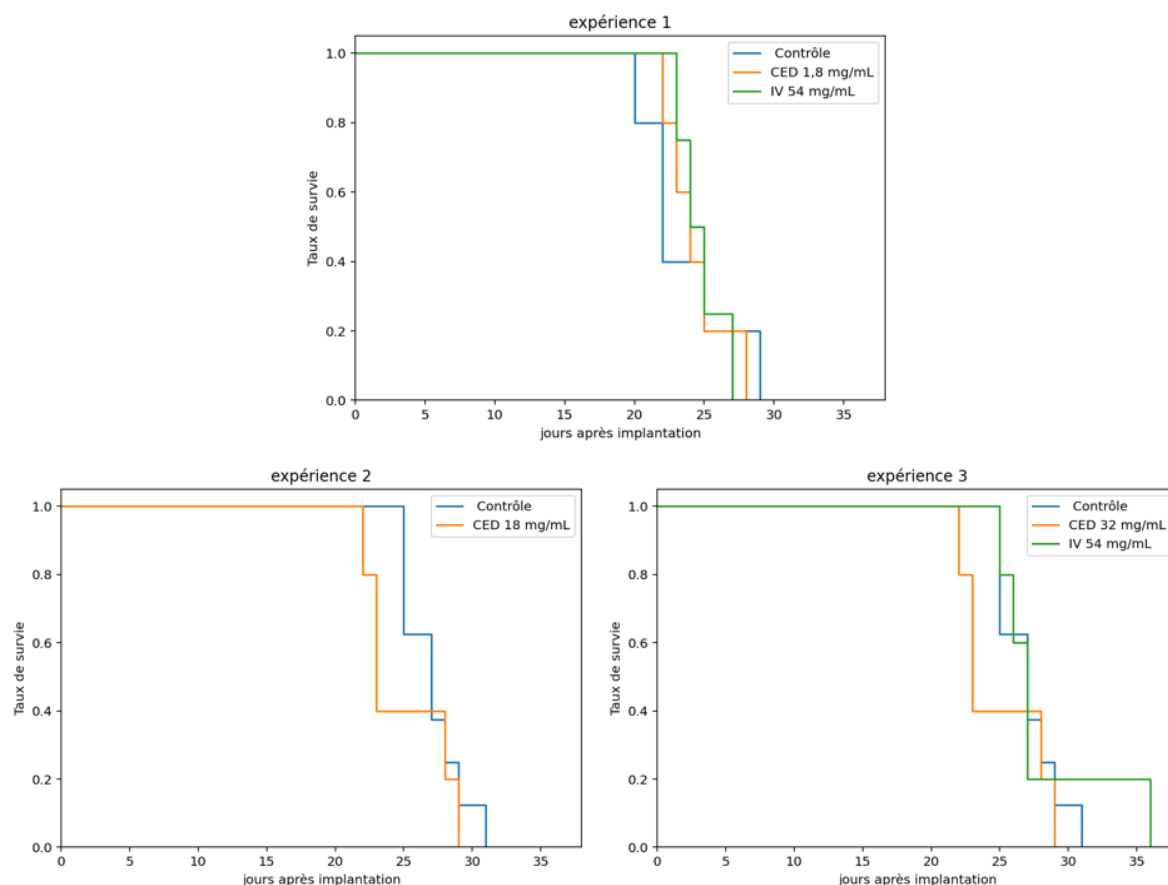 expérience 1
Contrôle
CED 1,8 mg/mL
IV 54 mg/mL
Taux de survie
1.0
0.8
0.6
0.4
0.2
0.0
0 5 10 15 20 25 30 35
jours après implantation
expérience 2
Contrôle
CED 18 mg/mL
Taux de survie
1.0
0.8
0.6
0.4
0.2
0.0
0 5 10 15 20 25 30 35
jours après implantation
expérience 3
Contrôle
CED 32 mg/mL
IV 54 mg/mL
Taux de survie
1.0
0.8
0.6
0.4
0.2
0.0
0 5 10 15 20 25 30 35
jours après implantation